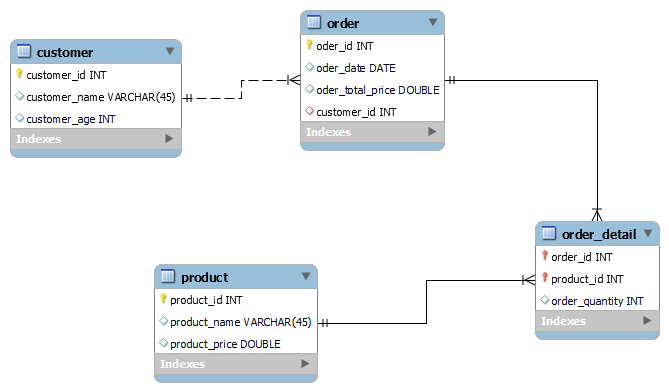 customer
customer_id INT
customer_name VARCHAR(45)
customer_age INT
Indexes
order
oder_id INT
oder_date DATE
oder_total_price DOUBLE
customer_id INT
Indexes
order_detail
order_id INT
product_id INT
order_quantity INT
Indexes
product
product_id INT
product_name VARCHAR(45)
product_price DOUBLE
Indexes